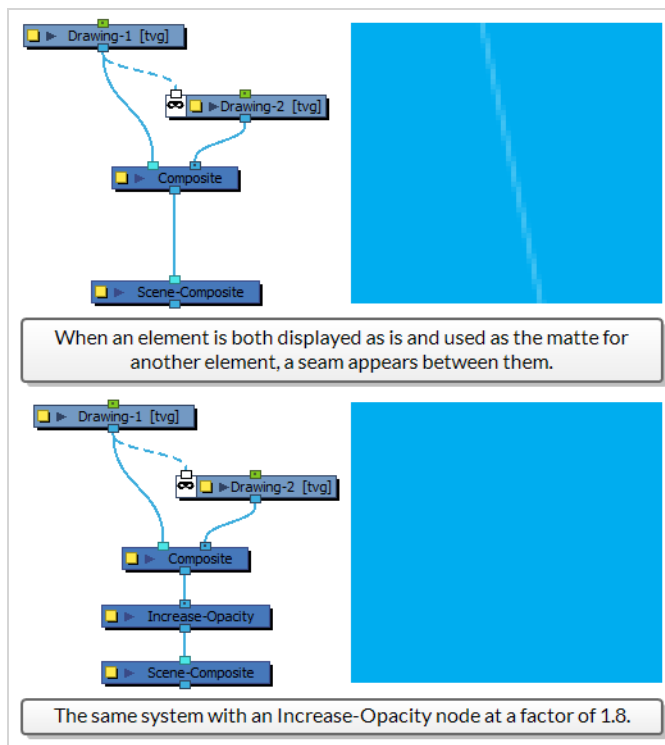 Drawing-1 [tvg]
Drawing-2 [tvg]
Composite
Scene-Composite
When an element is both displayed as is and used as the matte for
another element, a seam appears between them.
Drawing-1 [tvg]
Drawing-2 [tvg]
Composite
Increase-Opacity
Scene-Composite
The same system with an Increase-Opacity node at a factor of 1.8.